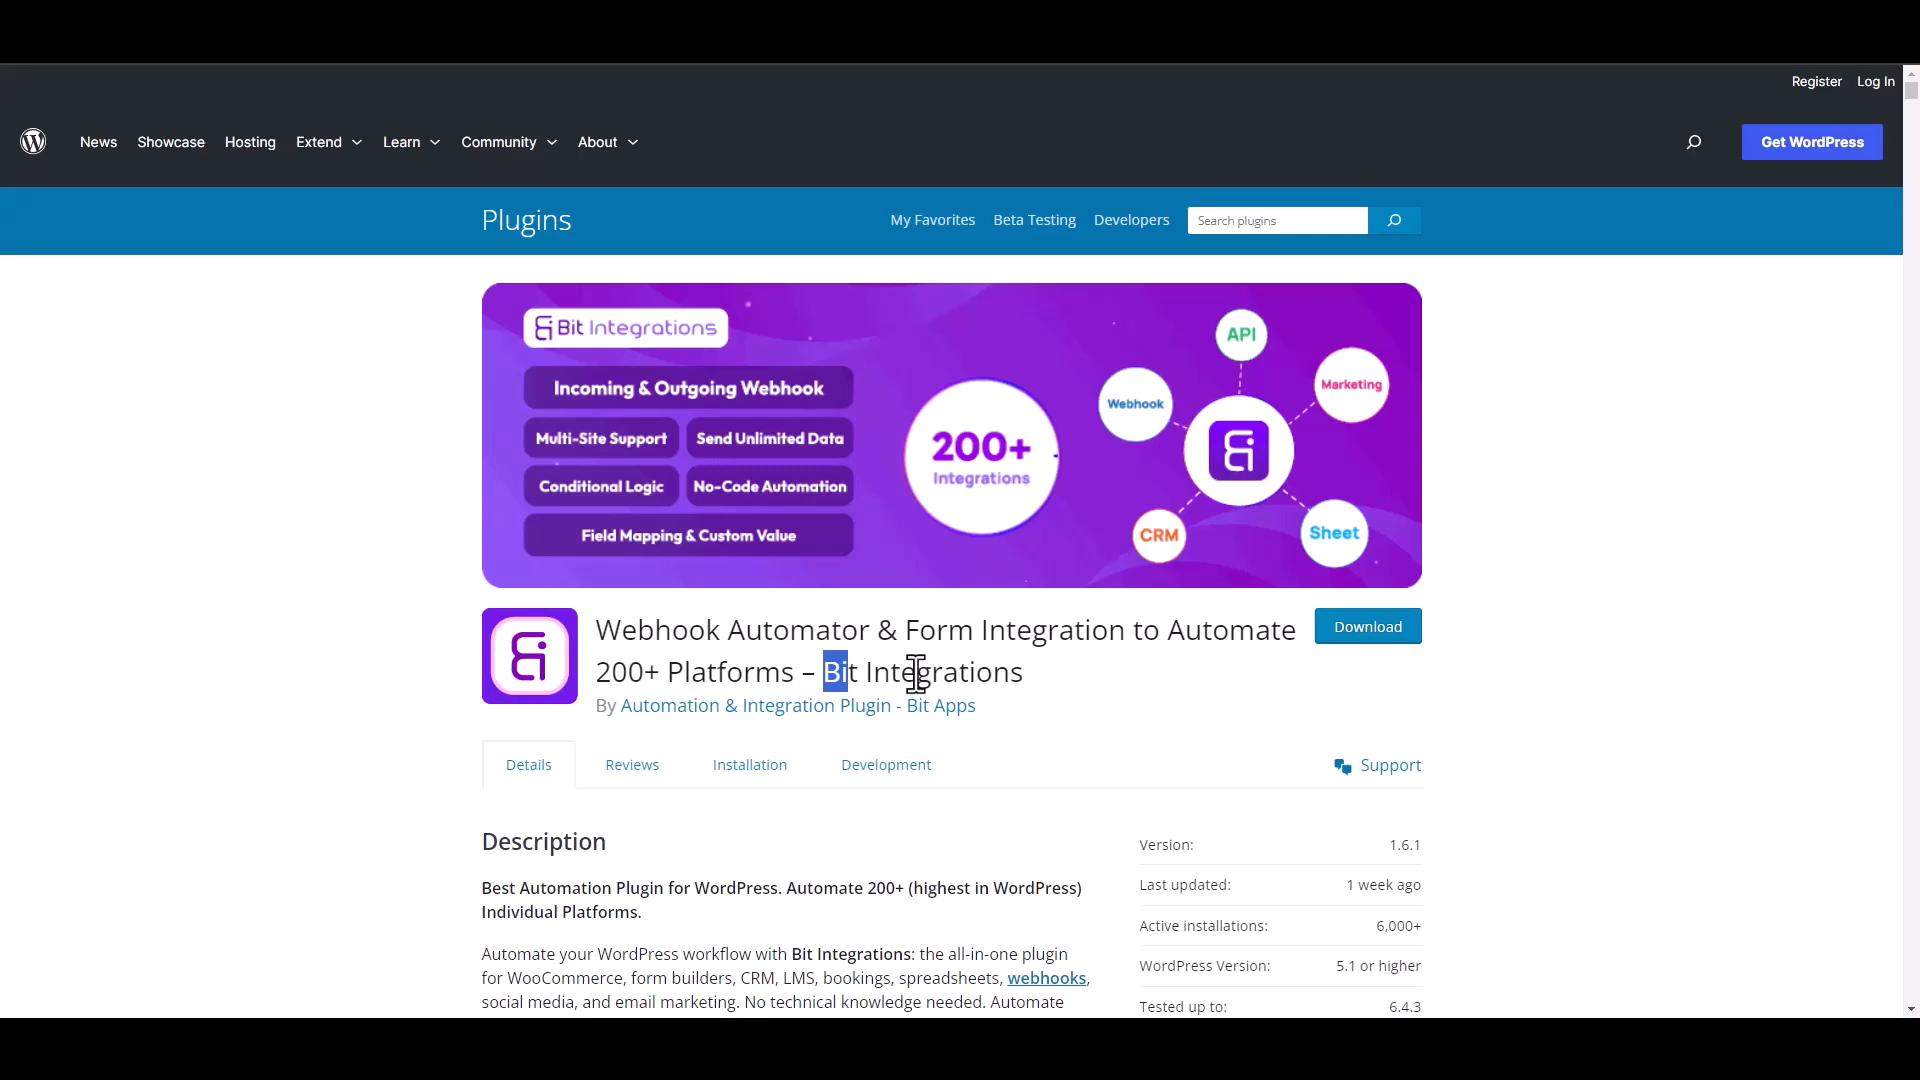 Register Log In
News Showcase Hosting Extend Learn Community About Get WordPress
Plugins My Favorites Beta Testing Developers Search plugins
Bit Integrations
Incoming & Outgoing Webhook
Multi-Site Support Send Unlimited Data
Conditional Logic No-Code Automation
Field Mapping & Custom Value
200+
Integrations
API
Webhook
Marketing
CRM
Sheet
Webhook Automator & Form Integration to Automate
200+ Platforms – Bit Integrations
Download
By Automation & Integration Plugin - Bit Apps
Details Reviews Installation Development Support
Description
Best Automation Plugin for WordPress. Automate 200+ (highest in WordPress)
Individual Platforms.
Automate your WordPress workflow with Bit Integrations: the all-in-one plugin
for WooCommerce, form builders, CRM, LMS, bookings, spreadsheets, webhooks,
social media, and email marketing. No technical knowledge needed. Automate
Version: 1.6.1
Last updated: 1 week ago
Active installations: 6,000+
WordPress Version: 5.1 or higher
Tested up to: 6.4.3